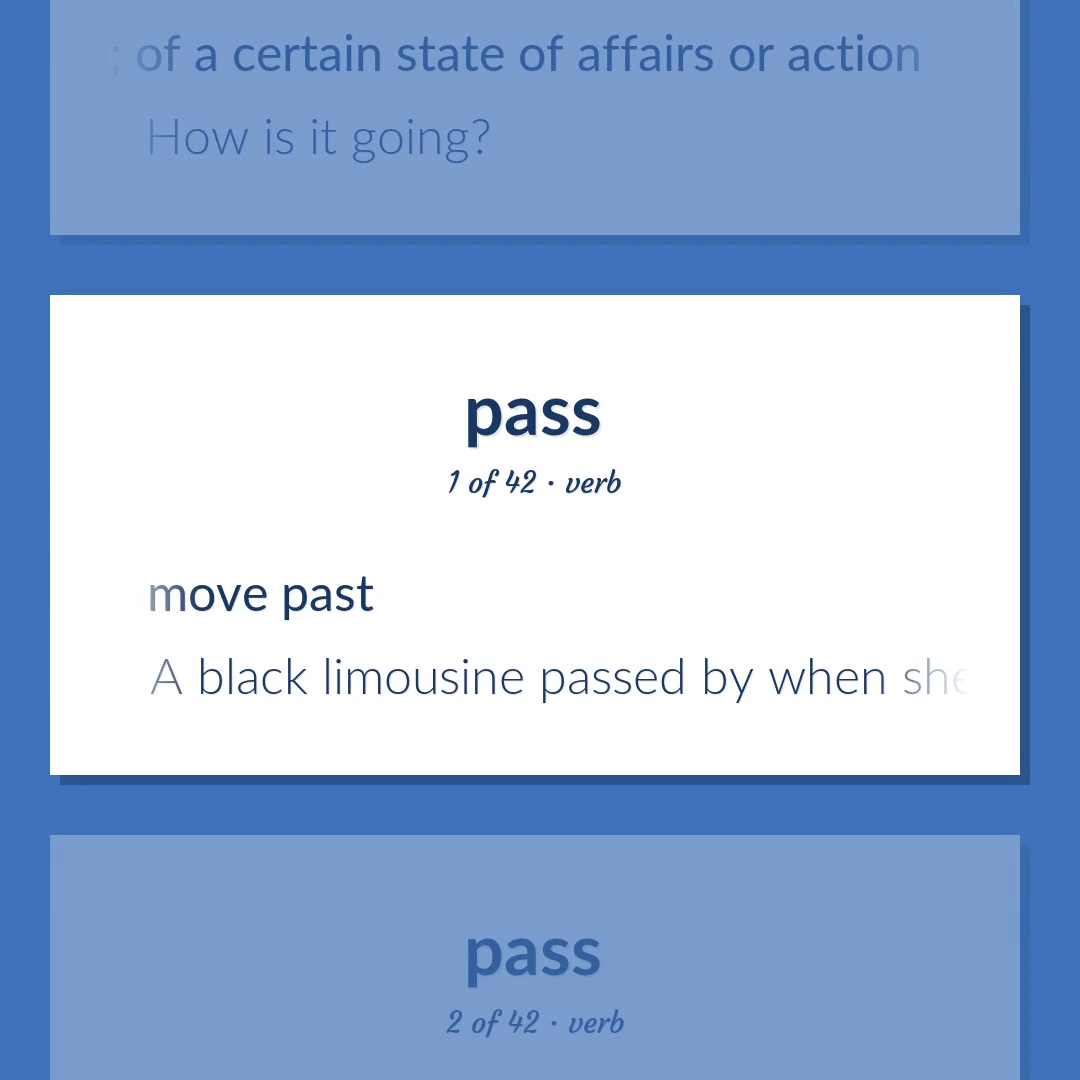 ; of a certain state of affairs or action
How is it going?
pass
1 of 42 · verb
move past
A black limousine passed by when she
pass
2 of 42 · verb